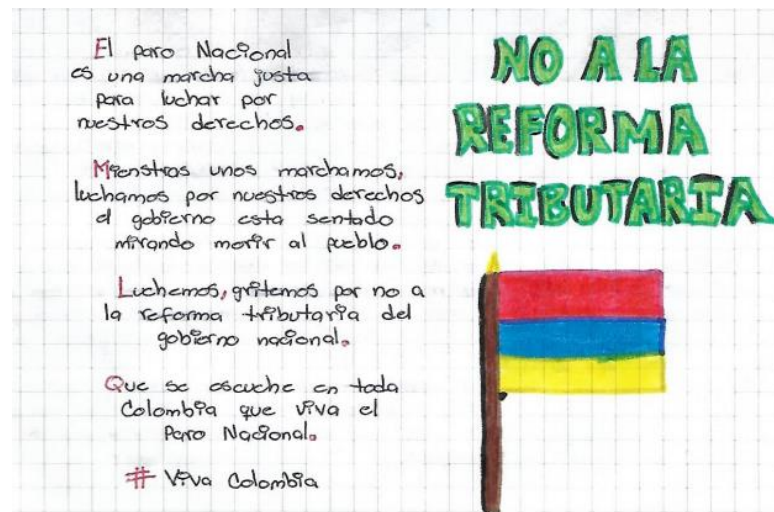 El paro Nacional
es una marcha justa
para luchar por
nuestros derechos.
Mienstras unos marchamos,
luchamos por nuestros derechos
el gobierno esta sentado
mirando morir al pueblo.
Luchemos, gritemos por no a
la reforma tributaria del
gobierno nacional.
Que se escuche en toda
Colombia que viva el
Paro Nacional.
# Viva Colombia
NO A LA
REFORMA
TRIBUTARIA